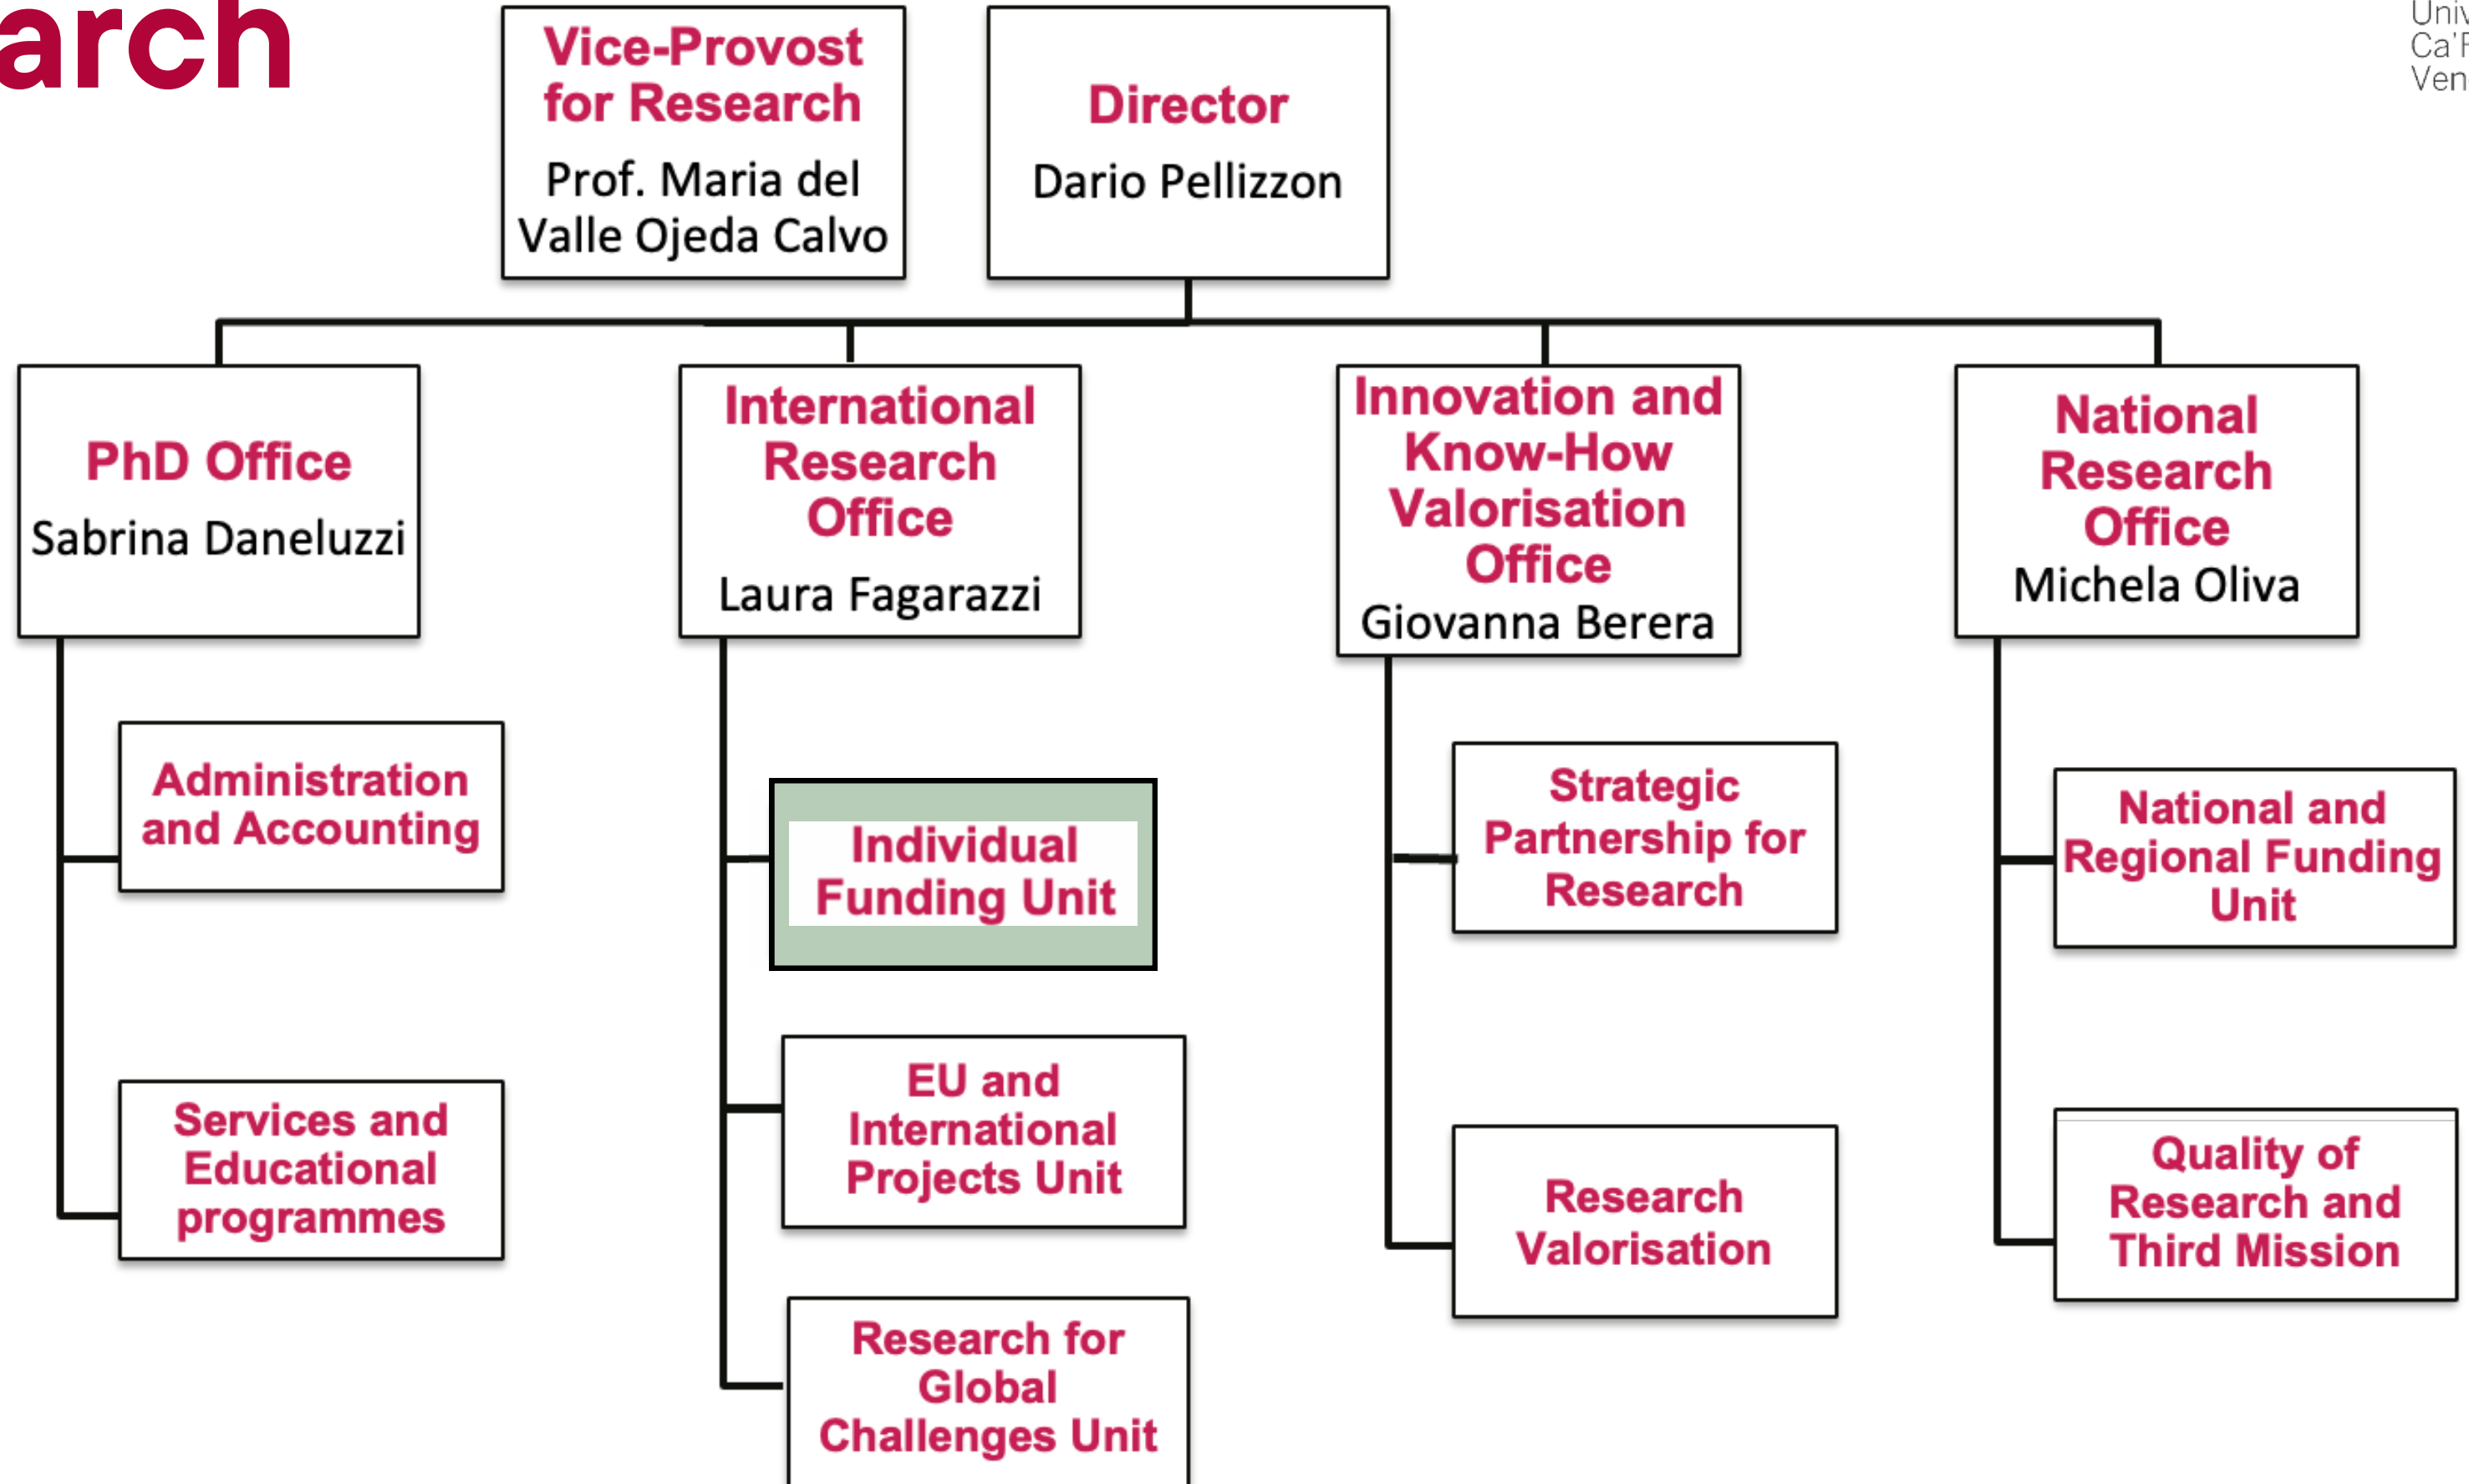 arch
Univ
Ca'F
Ven
Vice-Provost
for Research
Prof. Maria del
Valle Ojeda Calvo
Director
Dario Pellizzon
PhD Office
Sabrina Daneluzzi
International
Research
Office
Laura Fagarazzi
Innovation and
Know-How
Valorisation
Office
Giovanna Berera
National
Research
Office
Michela Oliva
Administration
and Accounting
Services and
Educational
programmes
Individual
Funding Unit
EU and
International
Projects Unit
Research for
Global
Challenges Unit
Strategic
Partnership for
Research
Research
Valorisation
National and
Regional Funding
Unit
Quality of
Research and
Third Mission